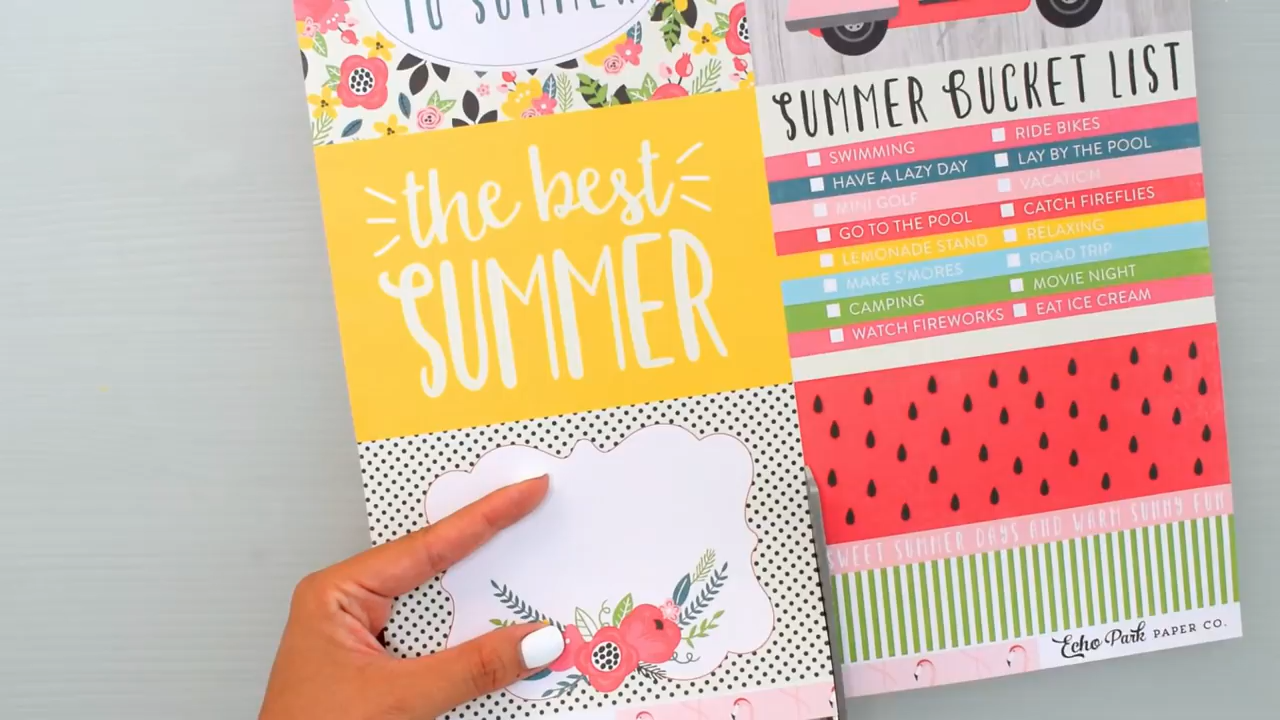 TO SUMMER
the best
SUMMER
SUMMER BUCKET LIST
SWIMMING
HAVE A LAZY DAY
MINI GOLF
GO TO THE POOL
LEMONADE STAND
MAKE S'MORES
CAMPING
WATCH FIREWORKS
RIDE BIKES
LAY BY THE POOL
VACATION
CATCH FIREFLIES
RELAXING
ROAD TRIP
MOVIE NIGHT
EAT ICE CREAM
SWEET SUMMER DAYS AND WARM SUNNY FUN
Echo Park PAPER CO.